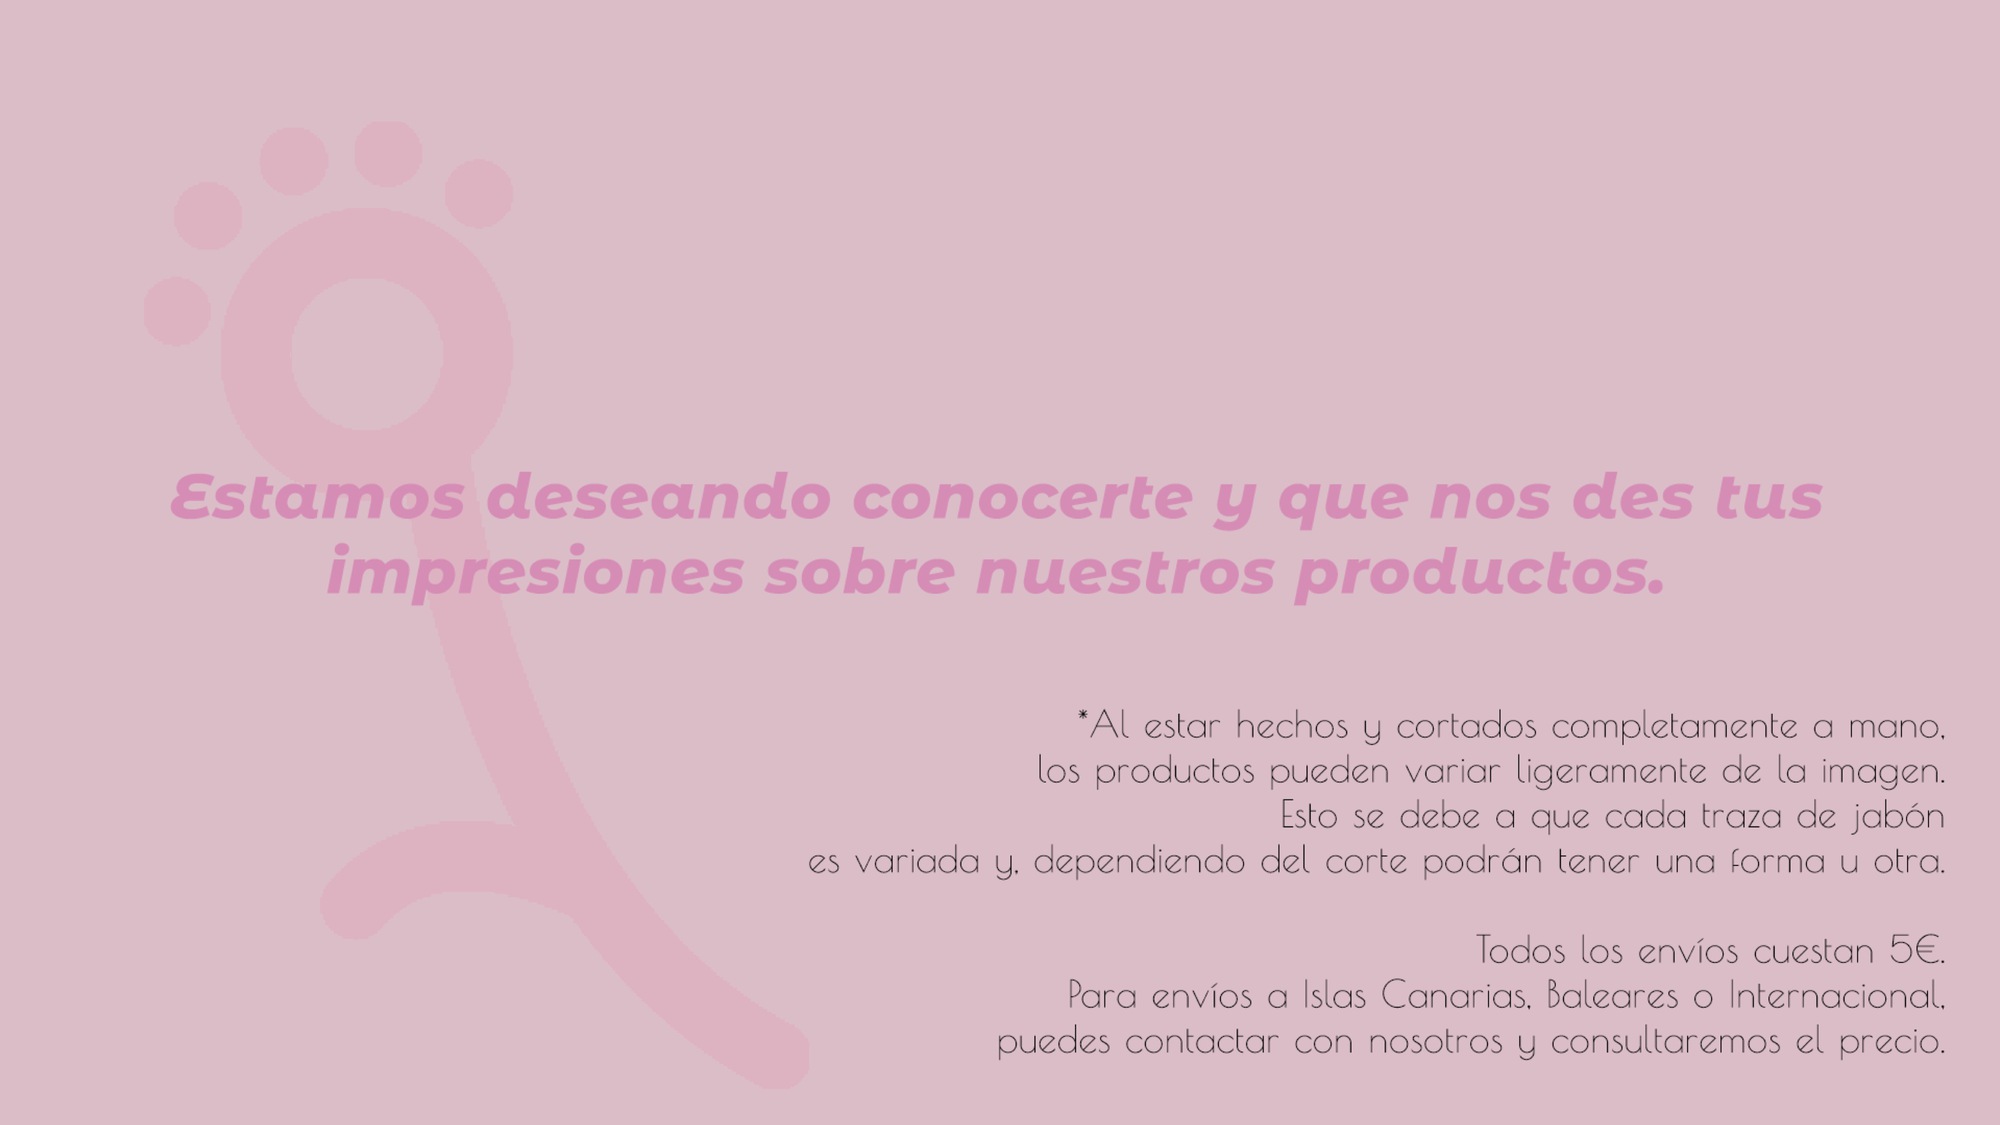 Estamos deseando conocerte y que nos des tus
impresiones sobre nuestros productos.
*Al estar hechos y cortados completamente a mano,
los productos pueden variar ligeramente de la imagen.
Esto se debe a que cada traza de jabón
es variada y, dependiendo del corte podrán tener una forma u otra.
Todos los envíos cuestan 5€.
Para envíos a Islas Canarias, Baleares o Internacional,
puedes contactar con nosotros y consultaremos el precio.